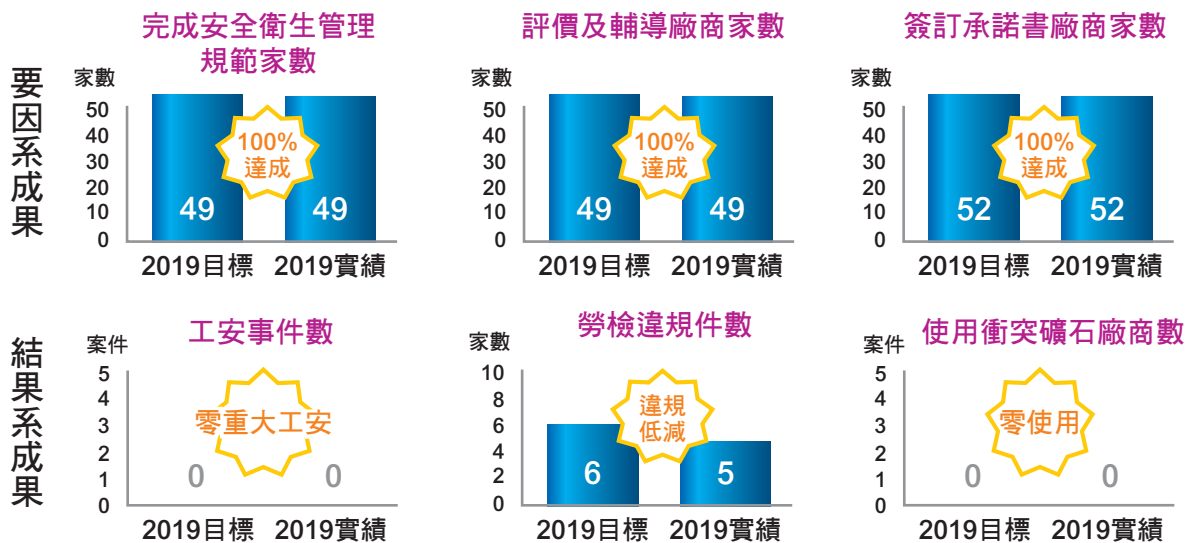 要因系成果
完成安全衛生管理
規範家數
家數
50
40
30
20
10
0
100%
達成
49
49
2019目標
2019實績
評價及輔導廠商家數
家數
50
40
30
20
10
0
100%
達成
49
49
2019目標
2019實績
簽訂承諾書廠商家數
家數
50
40
30
20
10
0
100%
達成
52
52
2019目標
2019實績
結果系成果
工安事件數
案件
5
4
3
2
1
0
零重大工安
0
0
2019目標
2019實績
勞檢違規件數
家數
10
8
6
4
2
0
違規
低減
6
5
2019目標
2019實績
使用衝突礦石廠商數
案件
5
4
3
2
1
0
零使用
0
0
2019目標
2019實績